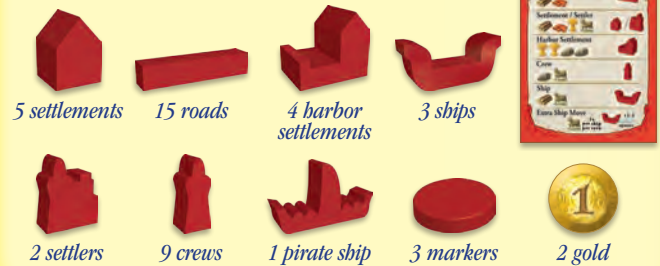 Settlement / Settler
Harbor Settlement
Crew
Ship
Extra Ship Move
5 settlements
15 roads
4 harbor
settlements
3 ships
1
2 settlers
9 crews
1 pirate ship
3 markers
2 gold